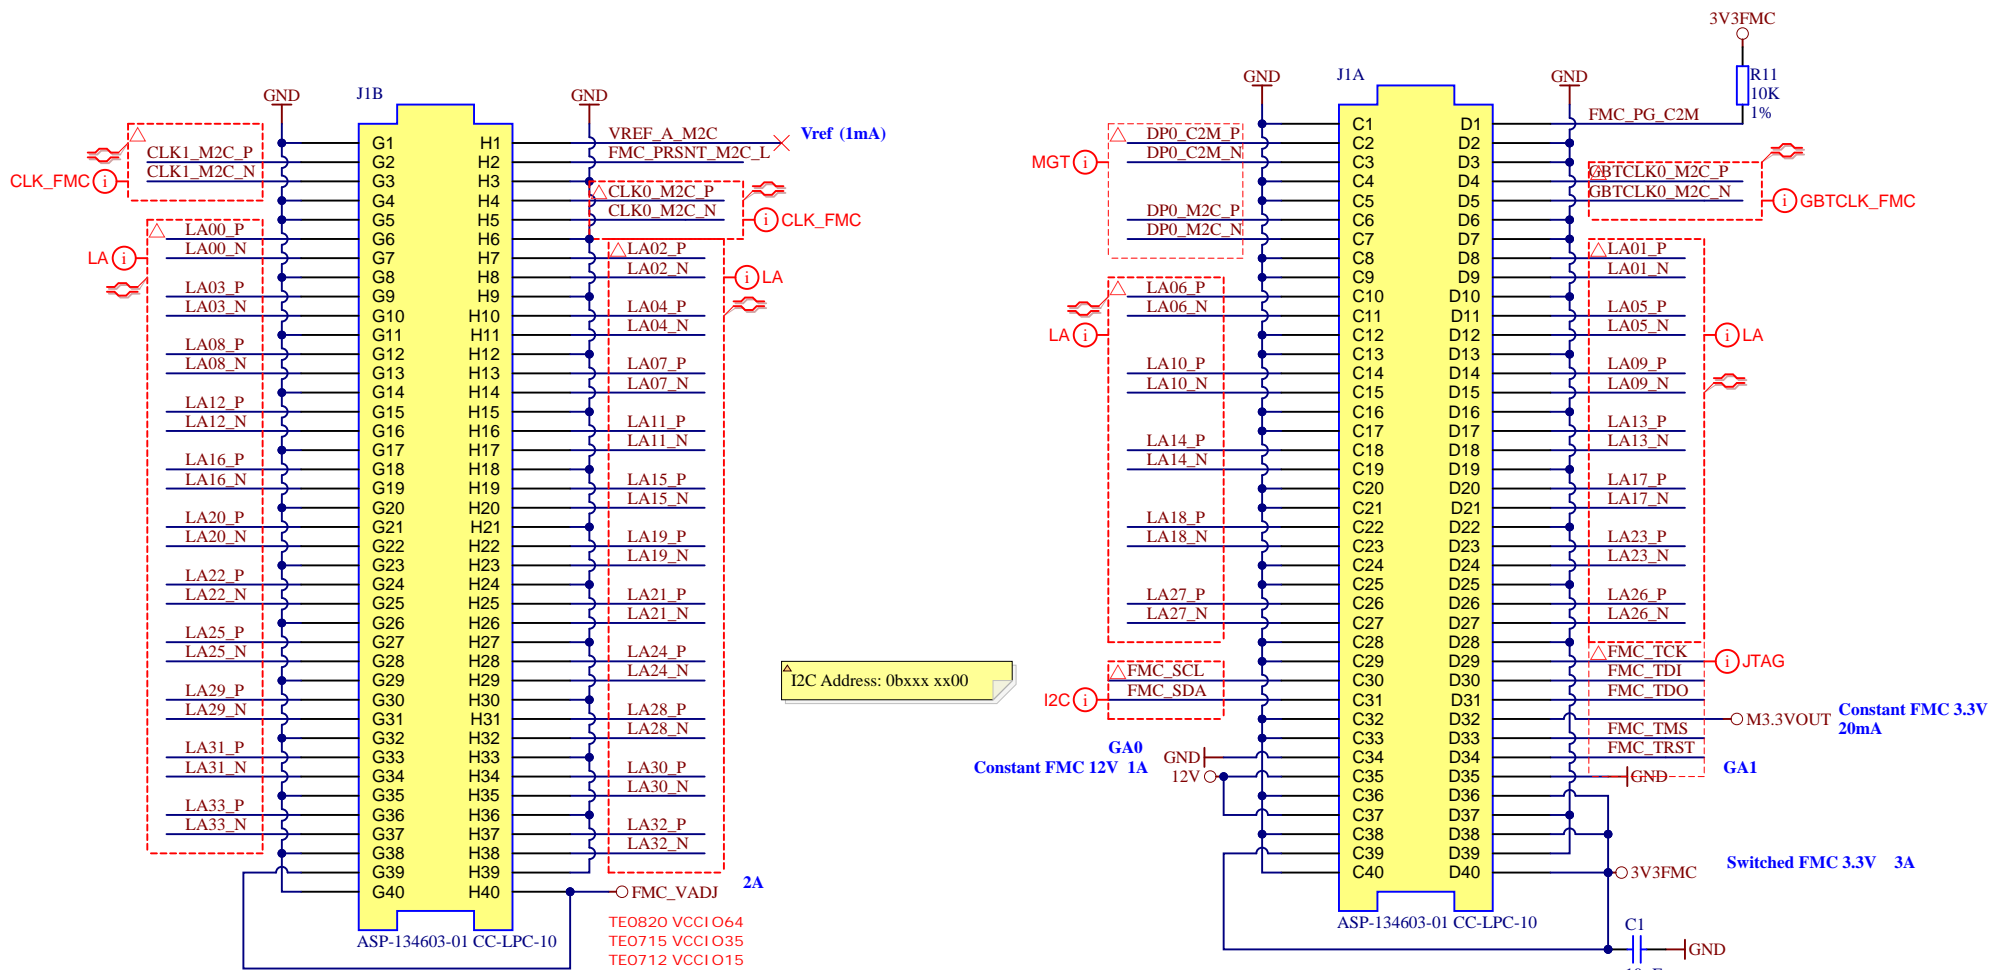 3V3FMC
GND
J1A
GND
R11
10K
1%
GND
J1B
GND
FMC_PG_C2M
VREF_A_M2C
Vref (1mA)
FMC_PRSNT_M2C_L
CLK1_M2C_P
CLK1_M2C_N
CLK_FMC
i
CLK0_M2C_P
CLK0_M2C_N
i
CLK_FMC
LA
i
LA00_P
LA00_N
LA03_P
LA03_N
LA08_P
LA08_N
LA12_P
LA12_N
LA16_P
LA16_N
LA20_P
LA20_N
LA22_P
LA22_N
LA25_P
LA25_N
LA29_P
LA29_N
LA31_P
LA31_N
LA33_P
LA33_N
G1 H1
G2 H2
G3 H3
G4 H4
G5 H5
G6 H6
G7 H7
G8 H8
G9 H9
G10 H10
G11 H11
G12 H12
G13 H13
G14 H14
G15 H15
G16 H16
G17 H17
G18 H18
G19 H19
G20 H20
G21 H21
G22 H22
G23 H23
G24 H24
G25 H25
G26 H26
G27 H27
G28 H28
G29 H29
G30 H30
G31 H31
G32 H32
G33 H33
G34 H34
G35 H35
G36 H36
G37 H37
G38 H38
G39 H39
G40 H40
LA02_P
LA02_N
i
LA
LA04_P
LA04_N
LA07_P
LA07_N
LA11_P
LA11_N
LA15_P
LA15_N
LA19_P
LA19_N
LA21_P
LA21_N
LA24_P
LA24_N
LA28_P
LA28_N
LA30_P
LA30_N
LA32_P
LA32_N
2A
FMC_VADJ
ASP-134603-01 CC-LPC-10
TE0820 VCCIO64
TE0715 VCCIO35
TE0712 VCCIO15
I2C Address: 0bxxx xx00
MGT
i
DP0_C2M_P
DP0_C2M_N
DP0_M2C_P
DP0_M2C_N
LA
i
LA06_P
LA06_N
LA10_P
LA10_N
LA14_P
LA14_N
LA18_P
LA18_N
LA27_P
LA27_N
I2C
i
FMC_SCL
FMC_SDA
GA0
GND
Constant FMC 12V 1A
12V
C1 D1
C2 D2
C3 D3
C4 D4
C5 D5
C6 D6
C7 D7
C8 D8
C9 D9
C10 D10
C11 D11
C12 D12
C13 D13
C14 D14
C15 D15
C16 D16
C17 D17
C18 D18
C19 D19
C20 D20
C21 D21
C22 D22
C23 D23
C24 D24
C25 D25
C26 D26
C27 D27
C28 D28
C29 D29
C30 D30
C31 D31
C32 D32
C33 D33
C34 D34
C35 D35
C36 D36
C37 D37
C38 D38
C39 D39
C40 D40
GBTCLK0_M2C_P
GBTCLK0_M2C_N
i
GBTCLK_FMC
LA01_P
LA01_N
LA05_P
LA05_N
i
LA
LA09_P
LA09_N
LA13_P
LA13_N
LA17_P
LA17_N
LA23_P
LA23_N
LA26_P
LA26_N
FMC_TCK
i
JTAG
FMC_TDI
FMC_TDO
M3.3VOUT
Constant FMC 3.3V
20mA
FMC_TMS
FMC_TRST
GND
GA1
Switched FMC 3.3V 3A
3V3FMC
ASP-134603-01 CC-LPC-10
C1
GND